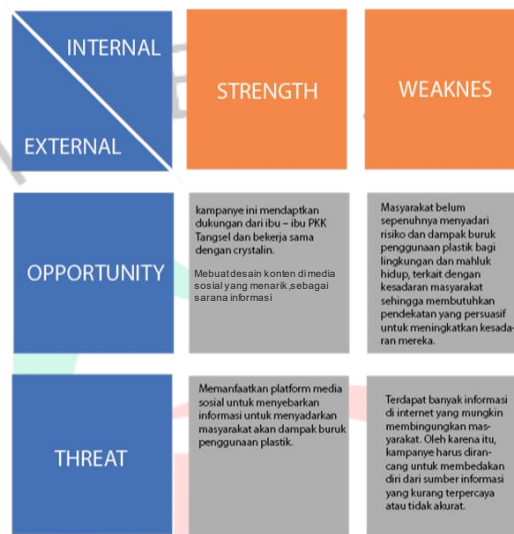 INTERNAL
EXTERNAL
STRENGTH
WEAKNES
OPPORTUNITY
kampanye ini mendaptkan
dukungan dari ibu – ibu PKK
Tangsel dan bekerja sama
dengan crystalin.
Mebuat desain konten di media
sosial yang menarik ,sebagai
sarana informasi
Masyarakat belum
sepenuhnya menyadari
risiko dan dampak buruk
penggunaan plastik bagi
lingkungan dan mahluk
hidup, terkait dengan
kesadaran masyarakat
sehingga membutuhkan
pendekatan yang persuasif
untuk meningkatkan kesada-
ran mereka.
THREAT
Memanfaatkan platform media
sosial untuk menyebarkan
informasi untuk menyadarkan
masyarakat akan dampak buruk
penggunaan plastik.
Terdapat banyak informasi
di internet yang mungkin
membingungkan mas-
yarakat. Oleh karena itu,
kampanye harus diran-
cang untuk membedakan
diri dari sumber informasi
yang kurang terpercaya
atau tidak akurat.